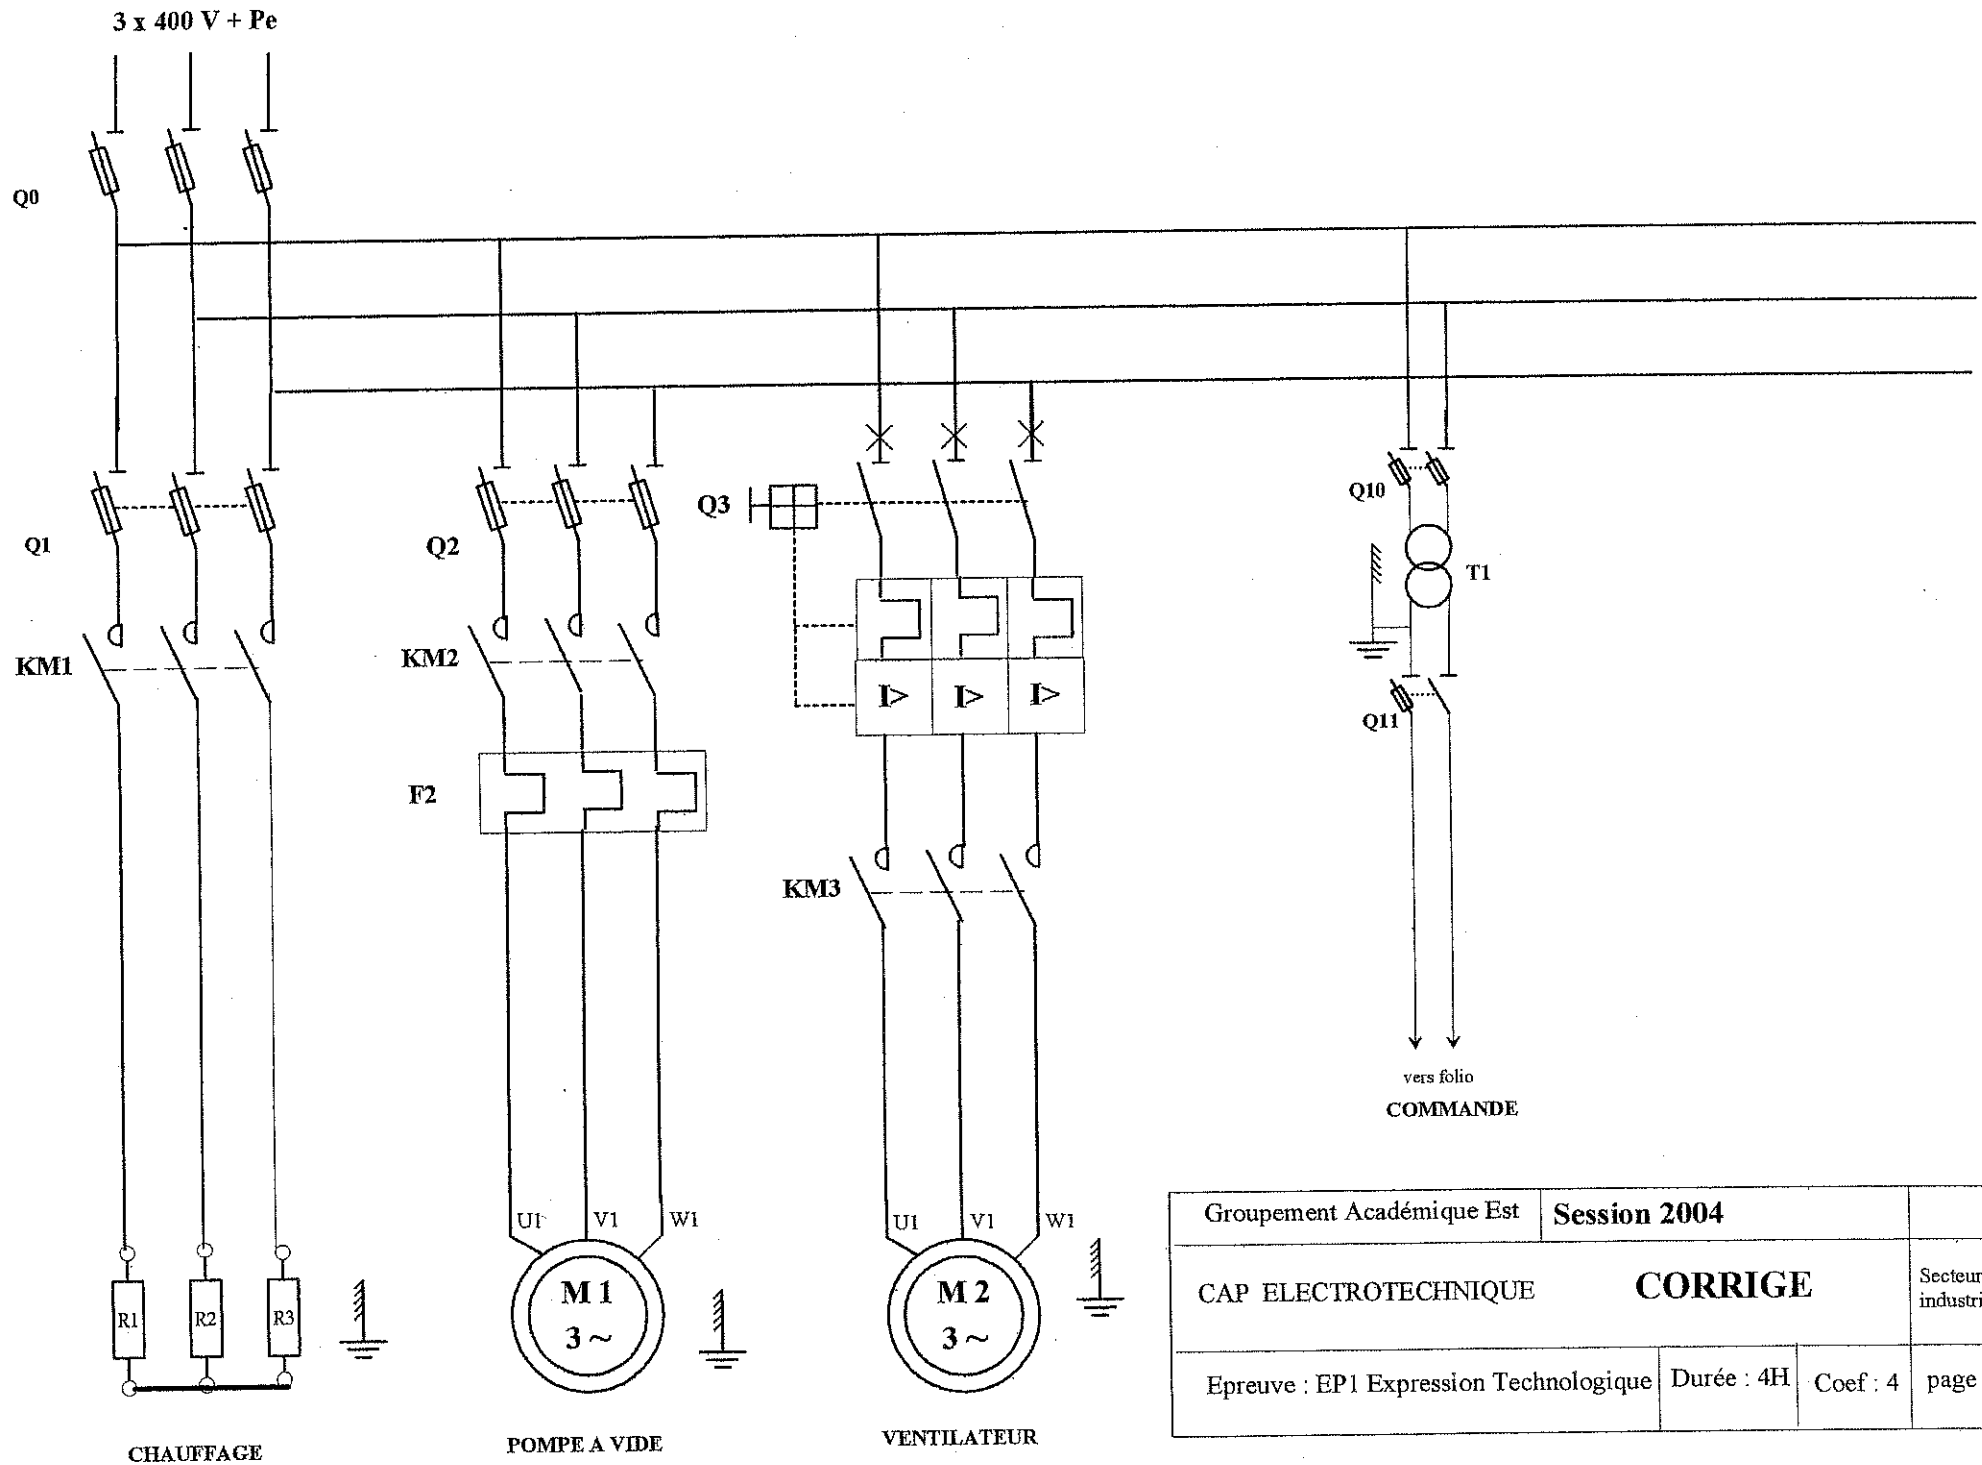 3 x 400 V + Pe
Q0
Q1
Q2
Q3
Q10
T1
KM1
KM2
I> I> I>
Q11
F2
KM3
vers folio
COMMANDE
U1 V1 W1
U1 V1 W1
R1 R2 R3
M 1
3 ~
M 2
3 ~
CHAUFFAGE
POMPE A VIDE
VENTILATEUR
Groupement Académique Est
Session 2004
CAP ELECTROTECHNIQUE
CORRIGE
Secteur
industri
Epreuve : EP1 Expression Technologique
Durée : 4H
Coef : 4
page